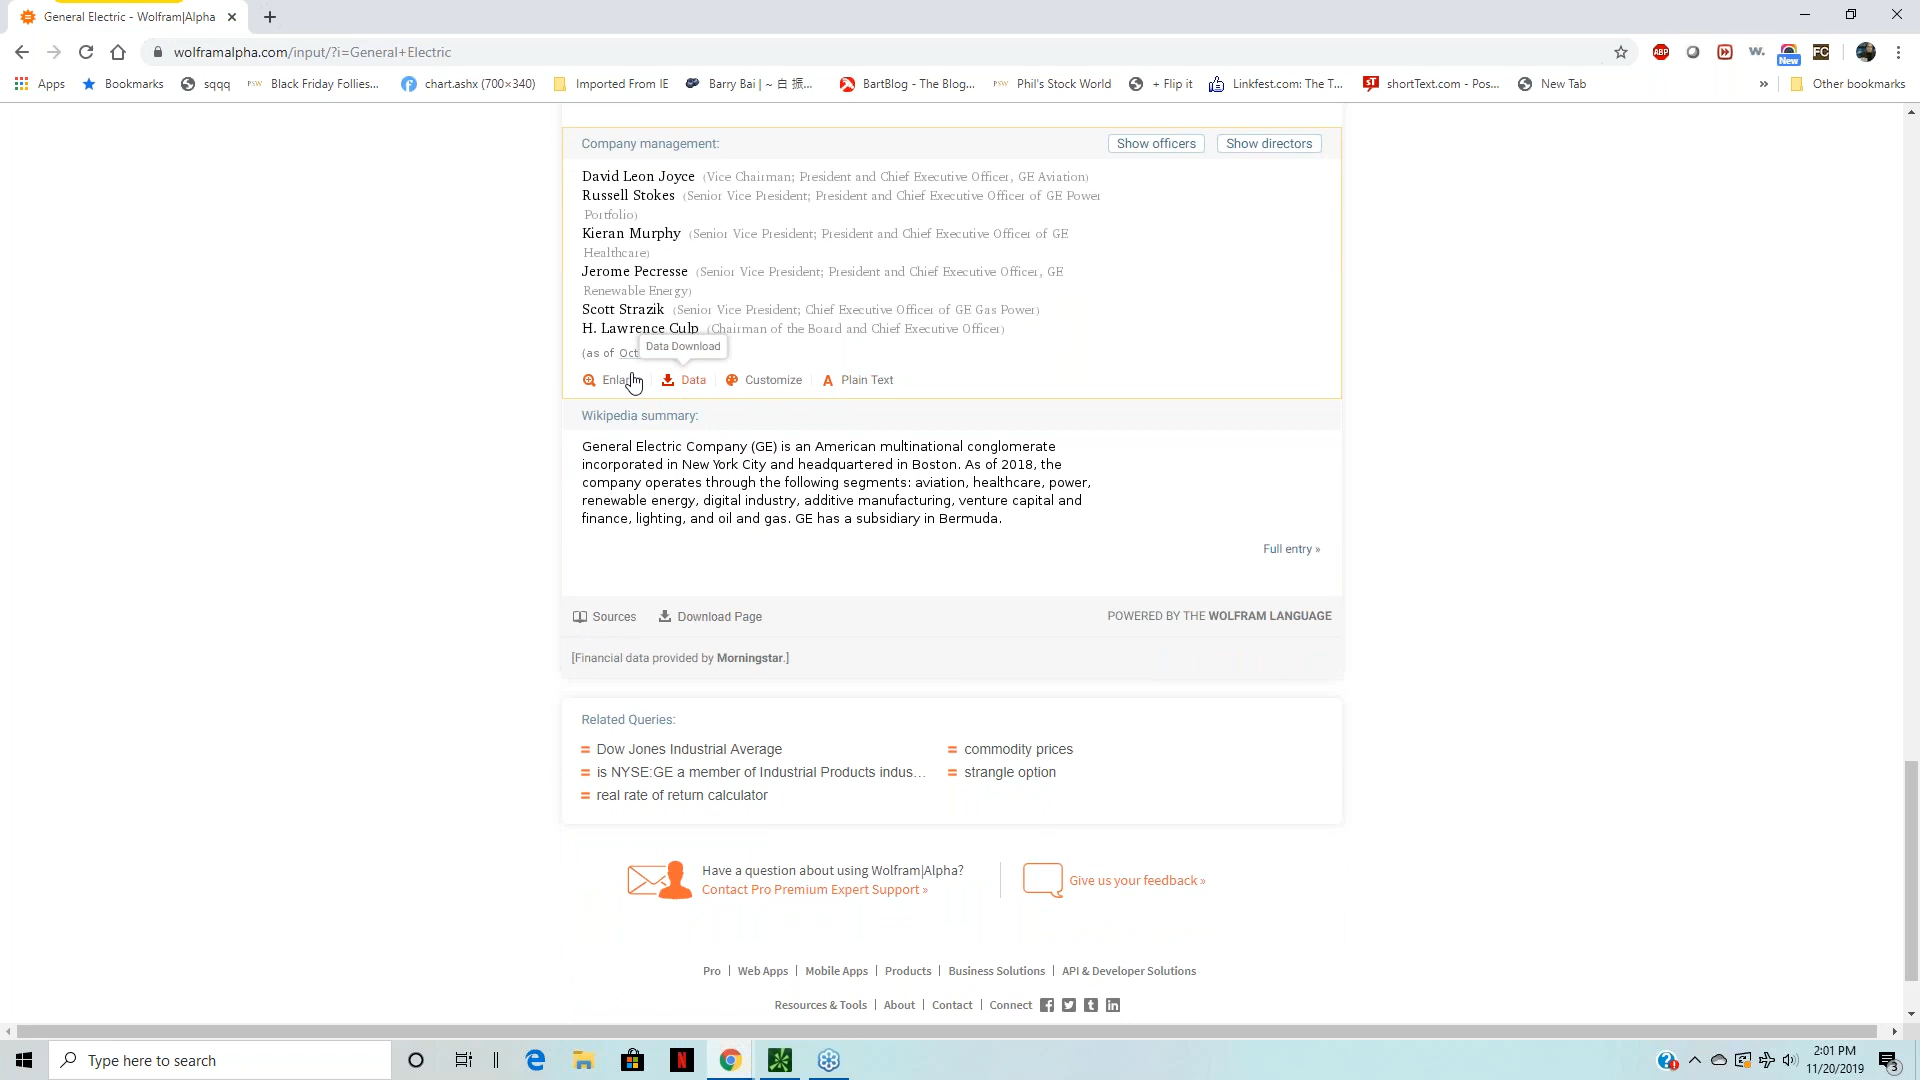 General Electric - Wolfram|Alpha
wolframalpha.com/input/?i=General+Electric
ABP
W.
New
FC
Apps
Bookmarks
sqqq
PSW
Black Friday Follies...
chart.ashx (700×340)
Imported From IE
Barry Bai | ~ 白 振...
BartBlog - The Blog...
PSW
Phil's Stock World
+ Flip it
Linkfest.com: The T...
sT
shortText.com - Pos...
New Tab
»
Other bookmarks
Company management:
Show officers
Show directors
David Leon Joyce (Vice Chairman; President and Chief Executive Officer, GE Aviation)
Russell Stokes (Senior Vice President; President and Chief Executive Officer of GE Power
Portfolio)
Kieran Murphy (Senior Vice President; President and Chief Executive Officer of GE
Healthcare)
Jerome Pecresse (Senior Vice President; President and Chief Executive Officer, GE
Renewable Energy)
Scott Strazik (Senior Vice President; Chief Executive Officer of GE Gas Power)
H. Lawrence Culp (Chairman of the Board and Chief Executive Officer)
Data Download
(as of Oct
Data
Customize
A Plain Text
Wikipedia summary:
General Electric Company (GE) is an American multinational conglomerate
incorporated in New York City and headquartered in Boston. As of 2018, the
company operates through the following segments: aviation, healthcare, power,
renewable energy, digital industry, additive manufacturing, venture capital and
finance, lighting, and oil and gas. GE has a subsidiary in Bermuda.
Full entry »
Sources
Download Page
POWERED BY THE WOLFRAM LANGUAGE
[Financial data provided by Morningstar.]
Related Queries:
= Dow Jones Industrial Average
= commodity prices
= is NYSE:GE a member of Industrial Products indus...
= strangle option
= real rate of return calculator
Have a question about using Wolfram|Alpha?
Contact Pro Premium Expert Support »
Give us your feedback »
Pro | Web Apps | Mobile Apps | Products | Business Solutions | API & Developer Solutions
Resources & Tools | About | Contact | Connect
Type here to search
N
2:01 PM
11/20/2019
3